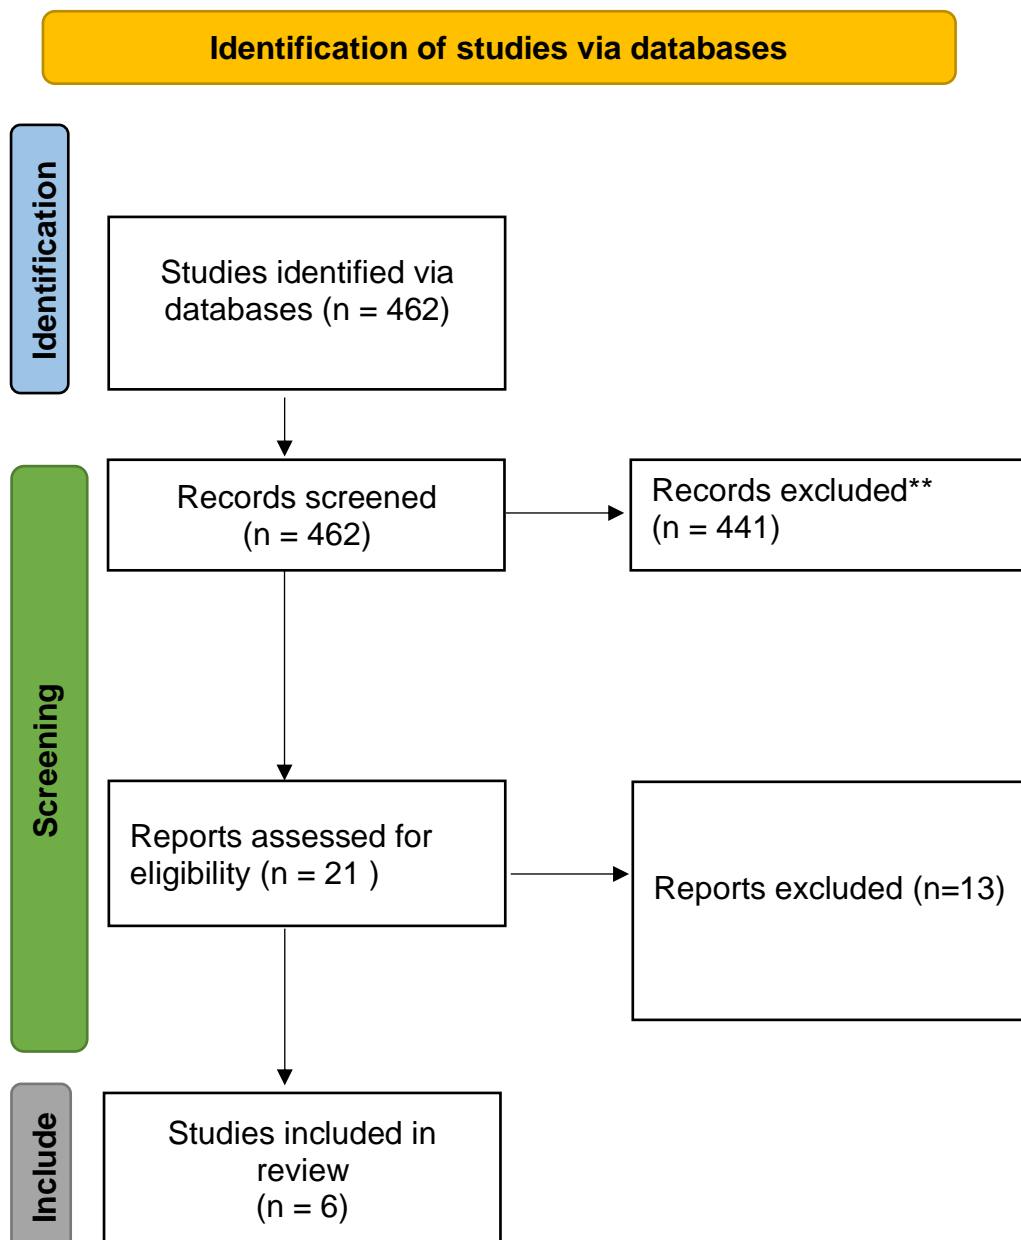 Identification of studies via databases
Identification
Studies identified via
databases (n = 462)
Records screened
(n = 462)
Records excluded**
(n = 441)
Screening
Reports assessed for
eligibility (n = 21 )
Reports excluded (n=13)
Include
Studies included in
review
(n = 6)